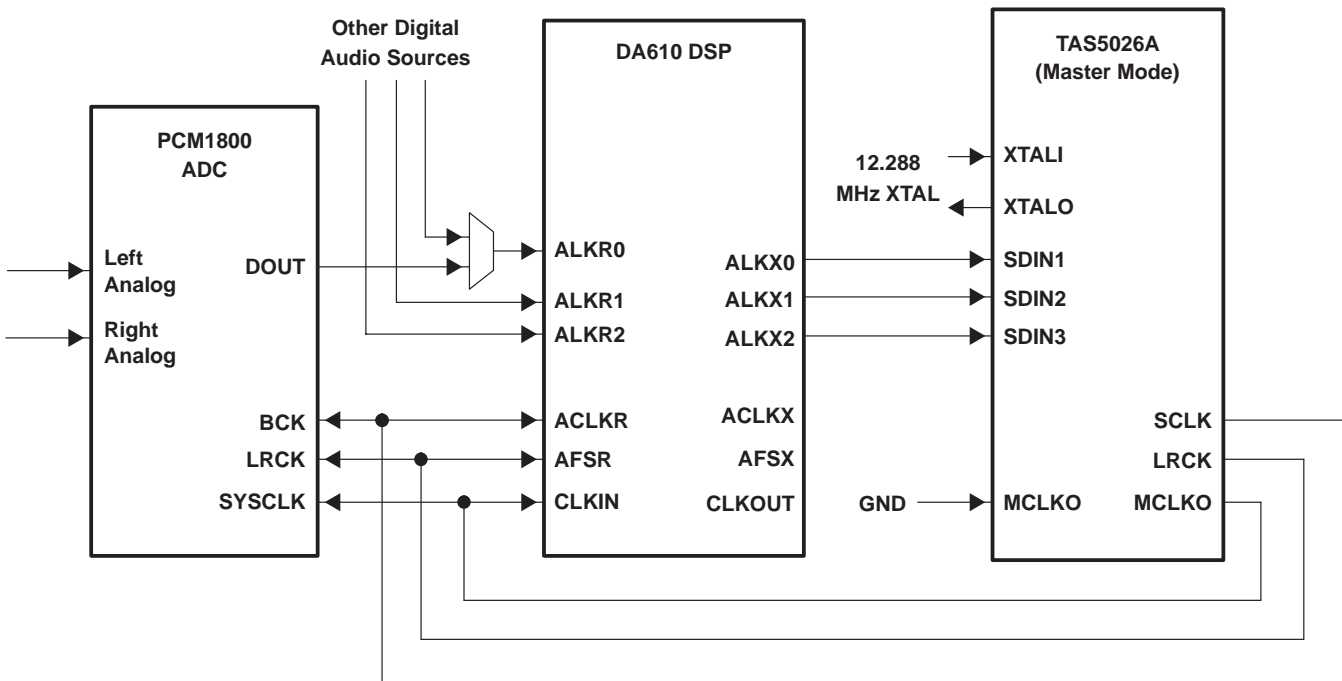 Other Digital
Audio Sources
PCM1800
ADC
Left
Analog
Right
Analog
DOUT
BCK
LRCK
SYSCLK
DA610 DSP
ALKR0
ALKR1
ALKR2
ACLKR
AFSR
CLKIN
ALKX0
ALKX1
ALKX2
ACLKX
AFSX
CLKOUT
12.288
MHz XTAL
GND
TAS5026A
(Master Mode)
XTALI
XTALO
SDIN1
SDIN2
SDIN3
MCLKO
SCLK
LRCK
MCLKO